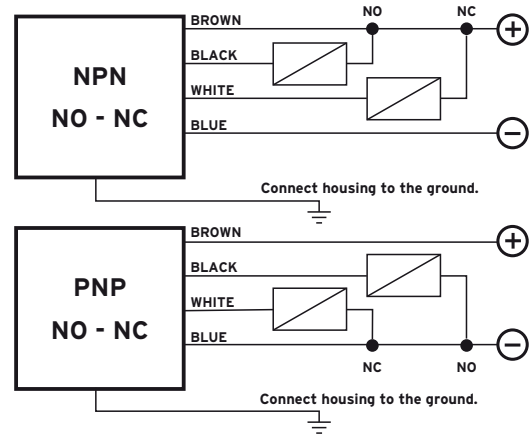 NO NC
BROWN
+
BLACK
NPN
NO - NC
WHITE
BLUE
−
Connect housing to the ground.
BROWN
+
BLACK
PNP
NO - NC
WHITE
BLUE
−
NC NO
Connect housing to the ground.